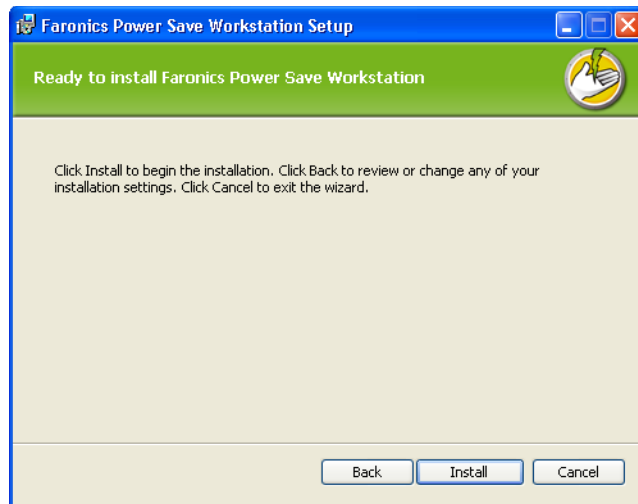 Faronics Power Save Workstation Setup
Ready to install Faronics Power Save Workstation
Click Install to begin the installation. Click Back to review or change any of your
installation settings. Click Cancel to exit the wizard.
Back Install Cancel